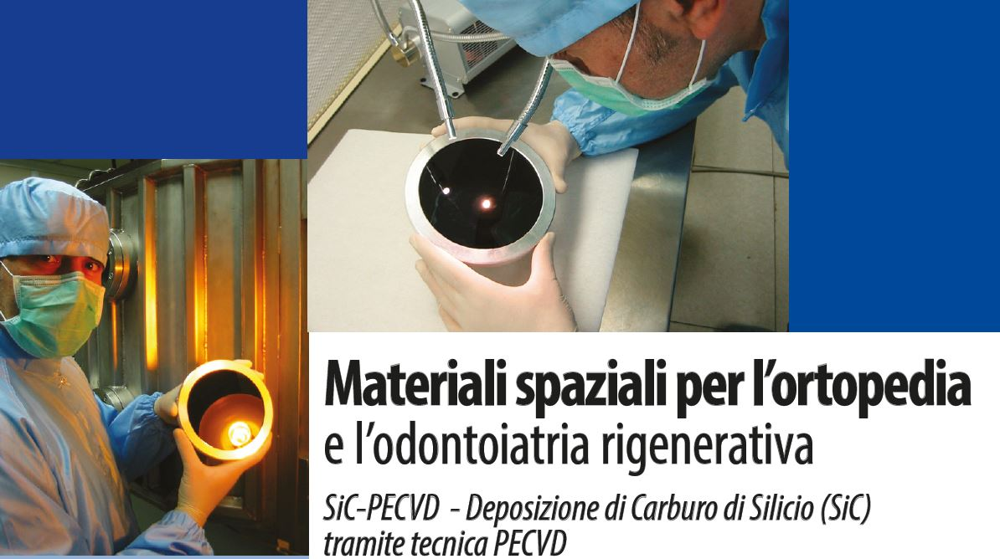 Materiali spaziali per l’ortopedia
e l’odontoiatria rigenerativa
SiC-PECVD - Deposizione di Carburo di Silicio (SiC)
tramite tecnica PECVD